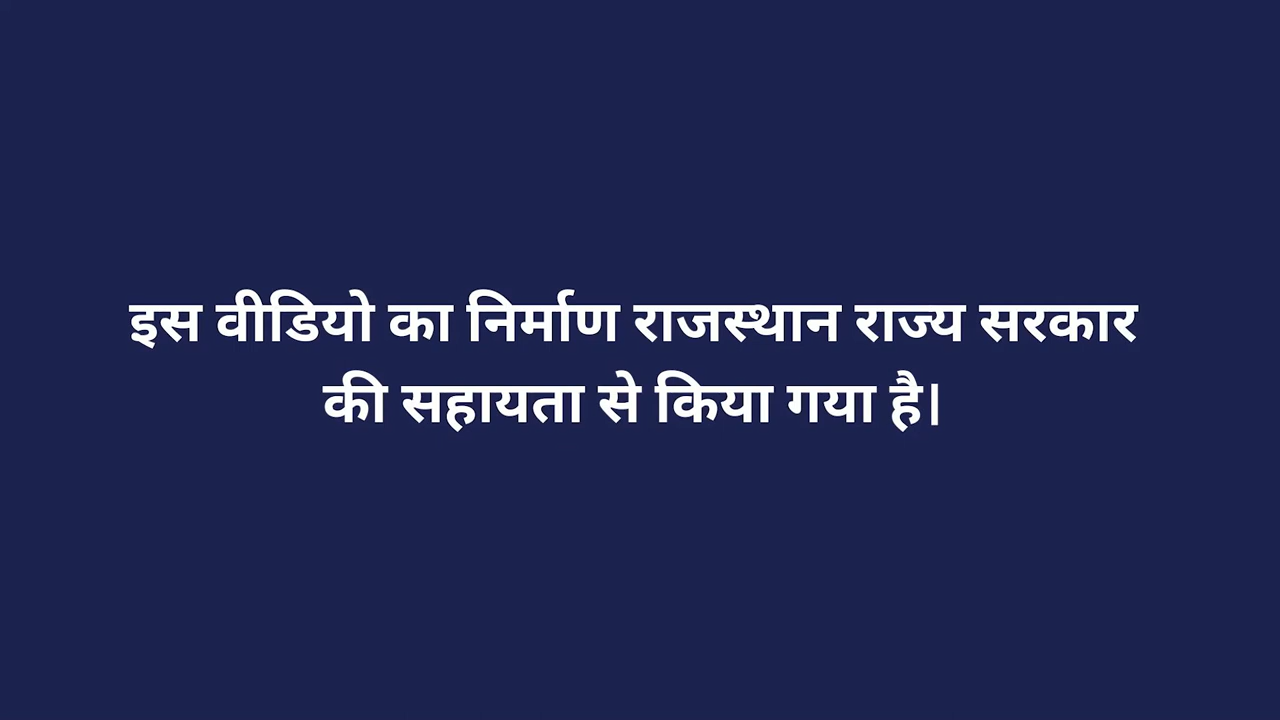 इस वीडियो का निर्माण राजस्थान राज्य सरकार
की सहायता से किया गया है।